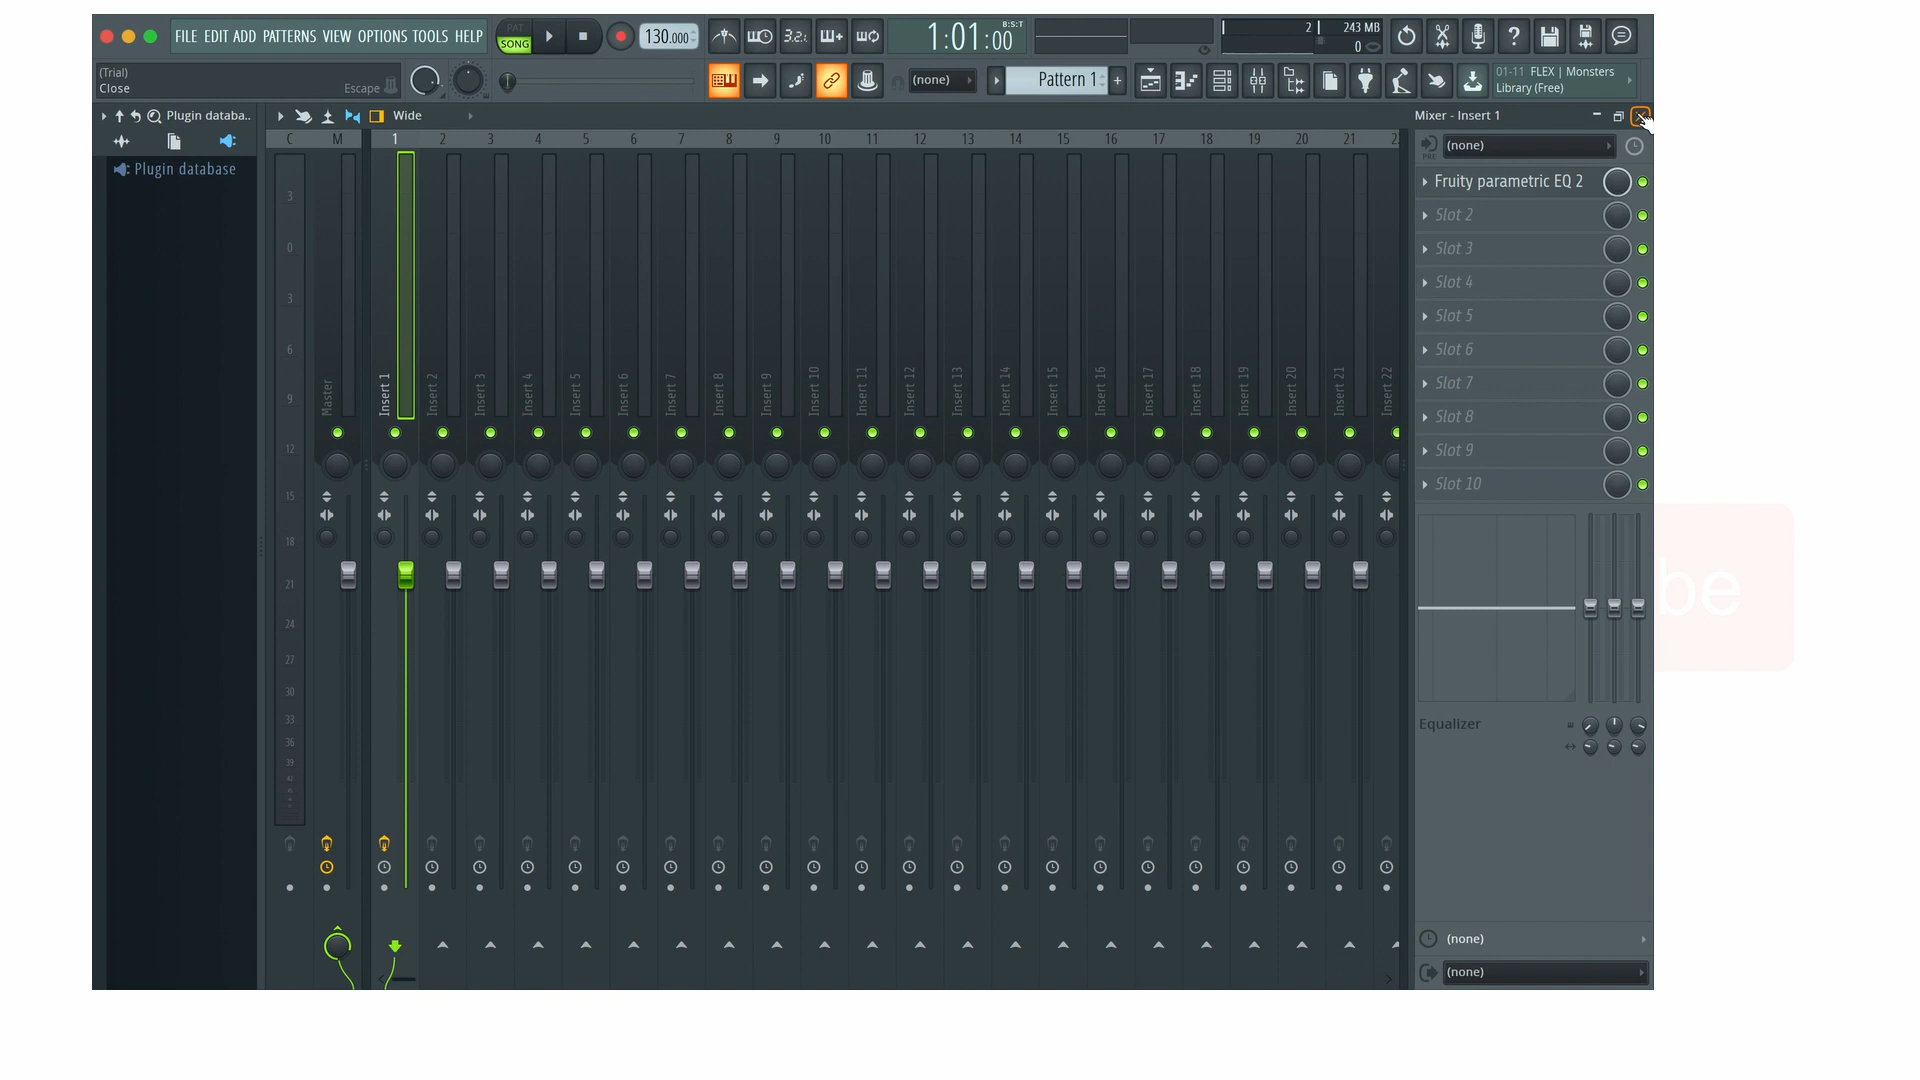 FILE EDIT ADD PATTERNS VIEW OPTIONS TOOLS HELP
PAT
SONG
130.000
3.2.
1:01:00
B:S:T
2
243 MB
0
(Trial)
Close
Escape
(none)
Pattern 1
+
01-11 FLEX | Monsters
Library (Free)
Plugin databa..
Wide
Mixer - Insert 1
Plugin database
C M 1 2 3 4 5 6 7 8 9 10 11 12 13 14 15 16 17 18 19 20 21 2
3
0
3
6
9
12
15
18
21
24
27
30
33
36
39
Master
Insert 1
Insert 2
Insert 3
Insert 4
Insert 5
Insert 6
Insert 7
Insert 8
Insert 9
Insert 10
Insert 11
Insert 12
Insert 13
Insert 14
Insert 15
Insert 16
Insert 17
Insert 18
Insert 19
Insert 20
Insert 21
Insert 22
PRE
(none)
Fruity parametric EQ 2
Slot 2
Slot 3
Slot 4
Slot 5
Slot 6
Slot 7
Slot 8
Slot 9
Slot 10
be
Equalizer
(none)
(none)